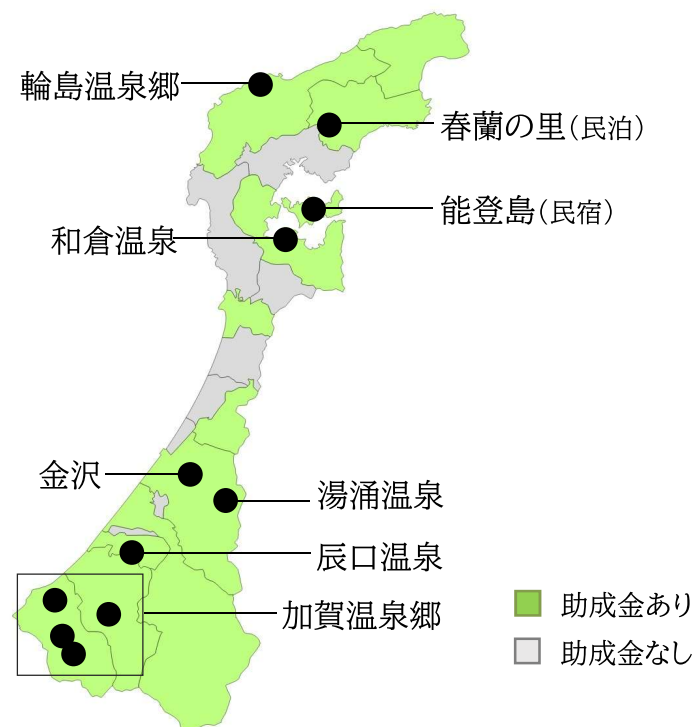 輪島温泉郷
春蘭の里(民泊)
能登島(民宿)
和倉温泉
金沢
湯涌温泉
辰口温泉
加賀温泉郷
助成金あり
助成金なし